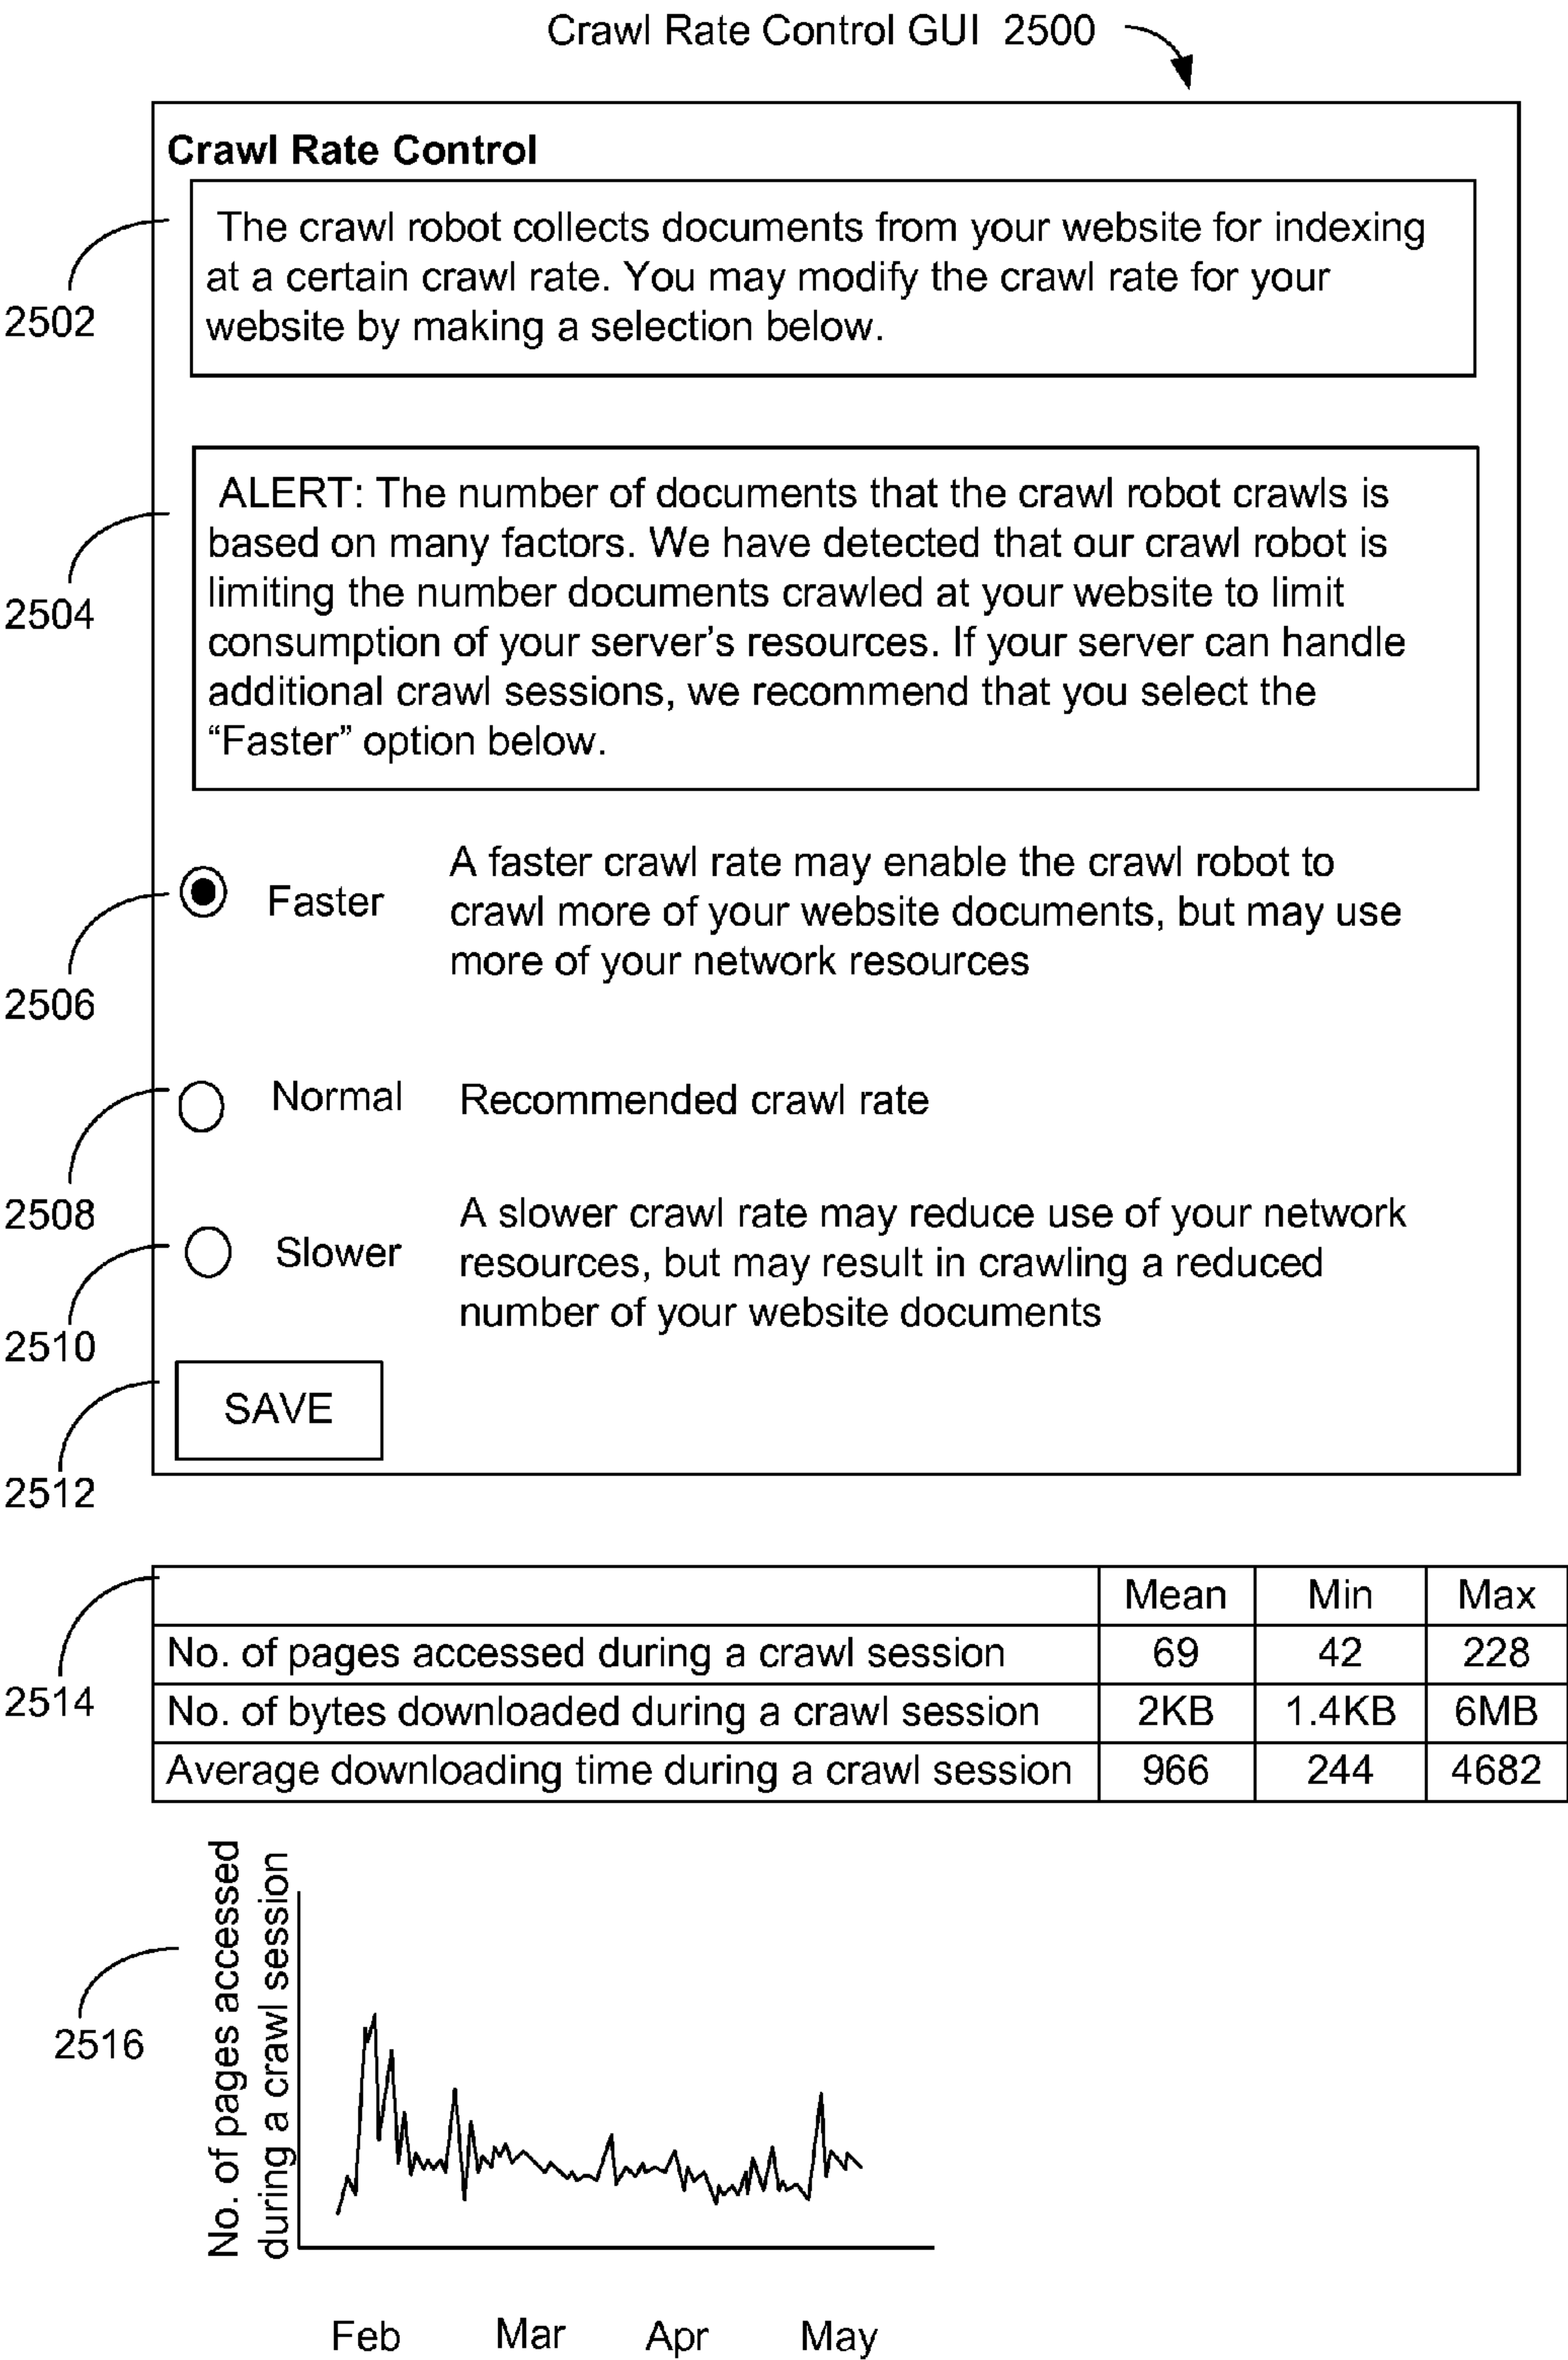 Crawl Rate Control GUI 2500
Crawl Rate Control
The crawl robot collects documents from your website for indexing
at a certain crawl rate. You may modify the crawl rate for your
website by making a selection below.
2502
ALERT: The number of documents that the crawl robot crawls is
based on many factors. We have detected that our crawl robot is
limiting the number documents crawled at your website to limit
consumption of your server’s resources. If your server can handle
additional crawl sessions, we recommend that you select the
“Faster” option below.
2504
Faster
A faster crawl rate may enable the crawl robot to
crawl more of your website documents, but may use
more of your network resources
2506
Normal Recommended crawl rate
2508
Slower
A slower crawl rate may reduce use of your network
resources, but may result in crawling a reduced
number of your website documents
2510
SAVE
2512
Mean Min Max
No. of pages accessed during a crawl session 69 42 228
No. of bytes downloaded during a crawl session 2KB 1.4KB 6MB
Average downloading time during a crawl session 966 244 4682
2514
No. of pages accessed
during a crawl session
2516
Feb Mar Apr May